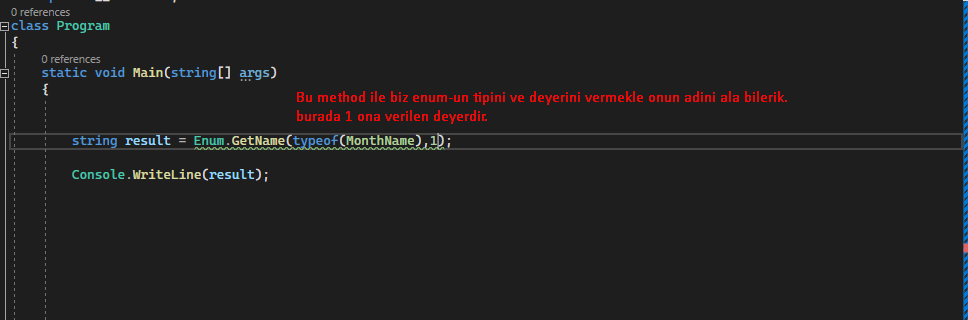 0 references
class Program
{
0 references
static void Main(string[] args)
{
Bu method ile biz enum-un tipini ve deyerini vermekle onun adini ala bilerik.
burada 1 ona verilen deyerdir.
string result = Enum.GetName(typeof(MonthName),1);
Console.WriteLine(result);